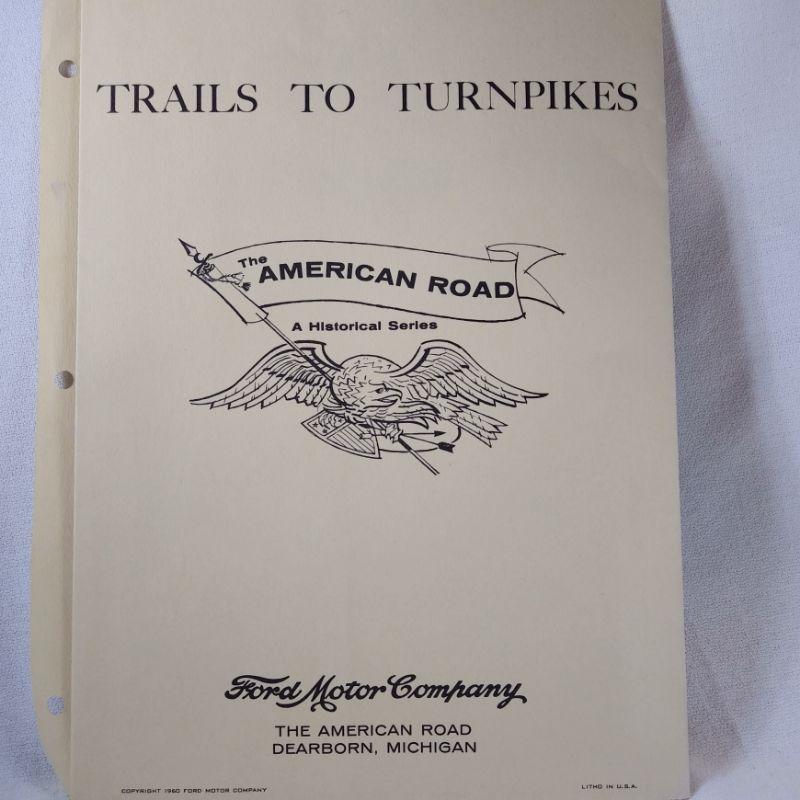 TRAILS TO TURNPIKES
The
AMERICAN ROAD
A Historical Series
Ford Motor Company
THE AMERICAN ROAD
DEARBORN, MICHIGAN
COPYRIGHT 1960 FORD MOTOR COMPANY
LITHO IN U.S.A.